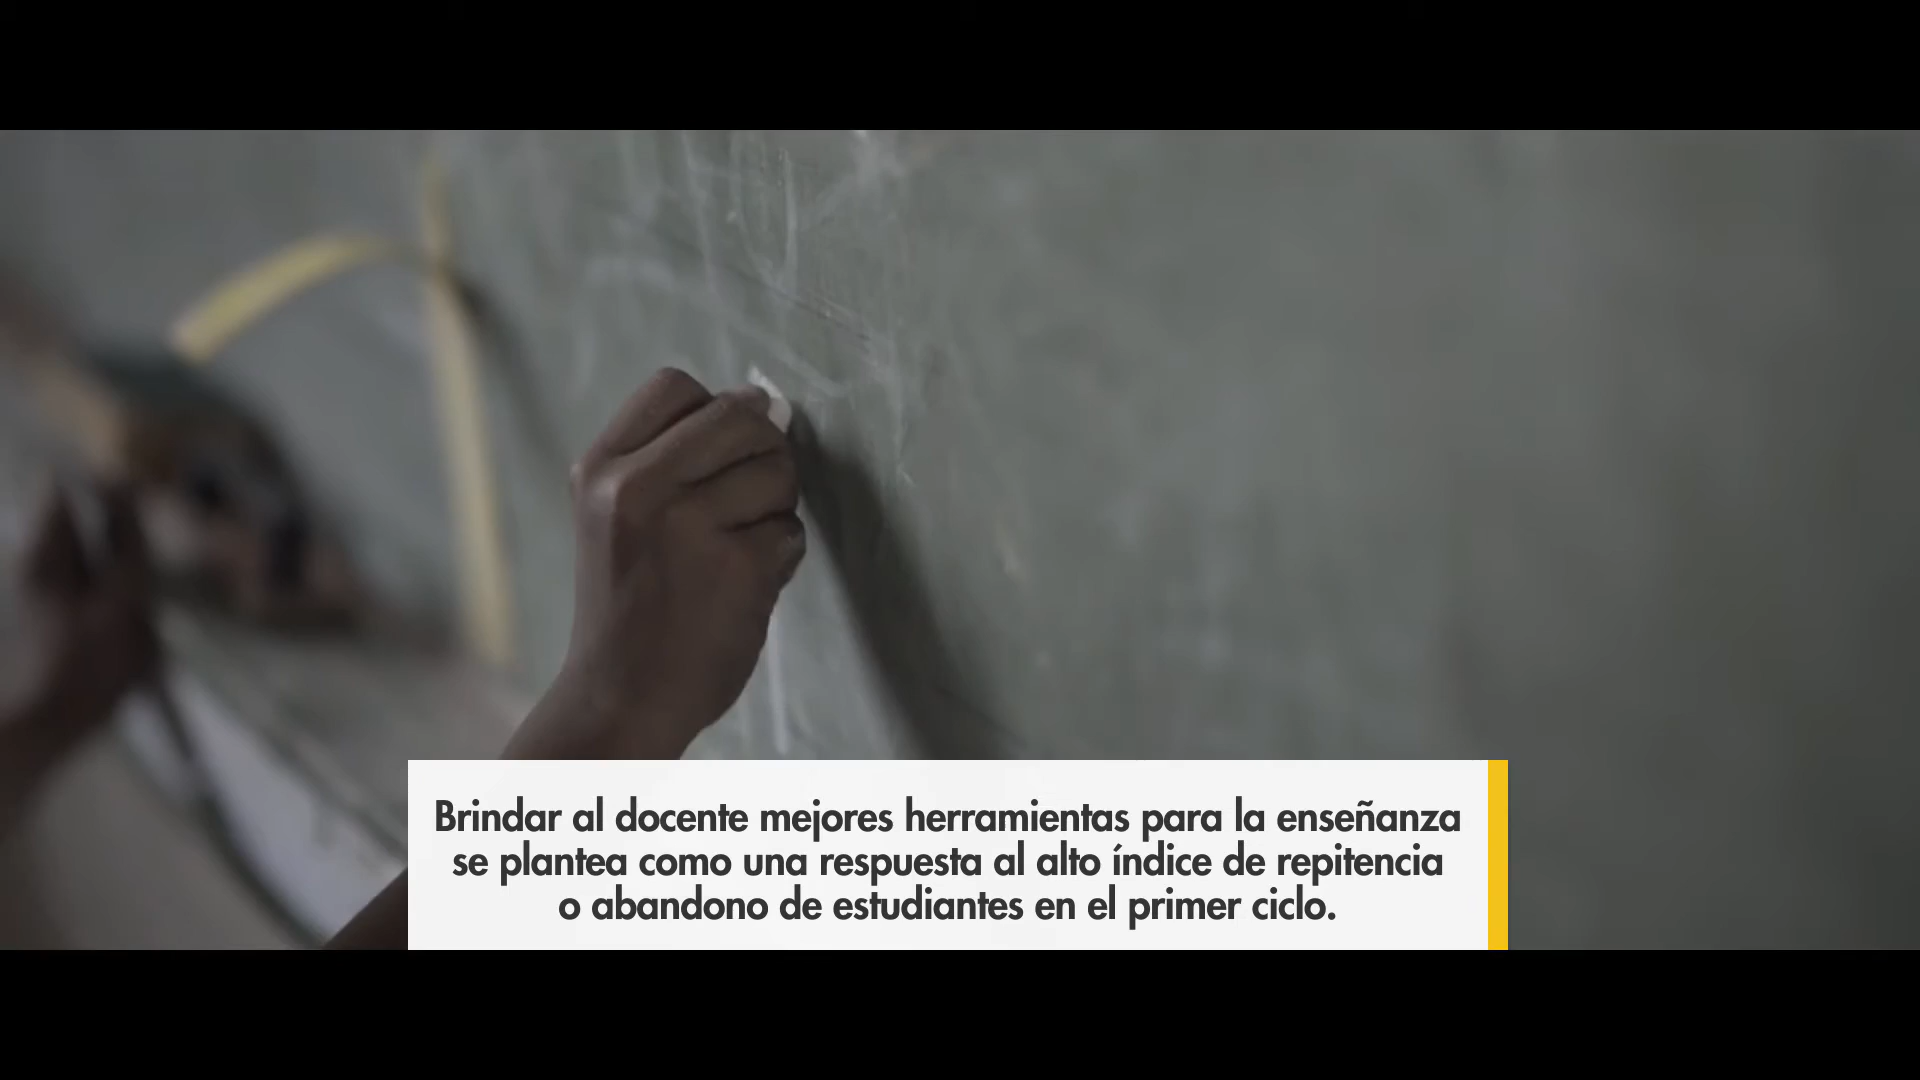 Brindar al docente mejores herramientas para la enseñanza
se plantea como una respuesta al alto índice de repitencia
o abandono de estudiantes en el primer ciclo.